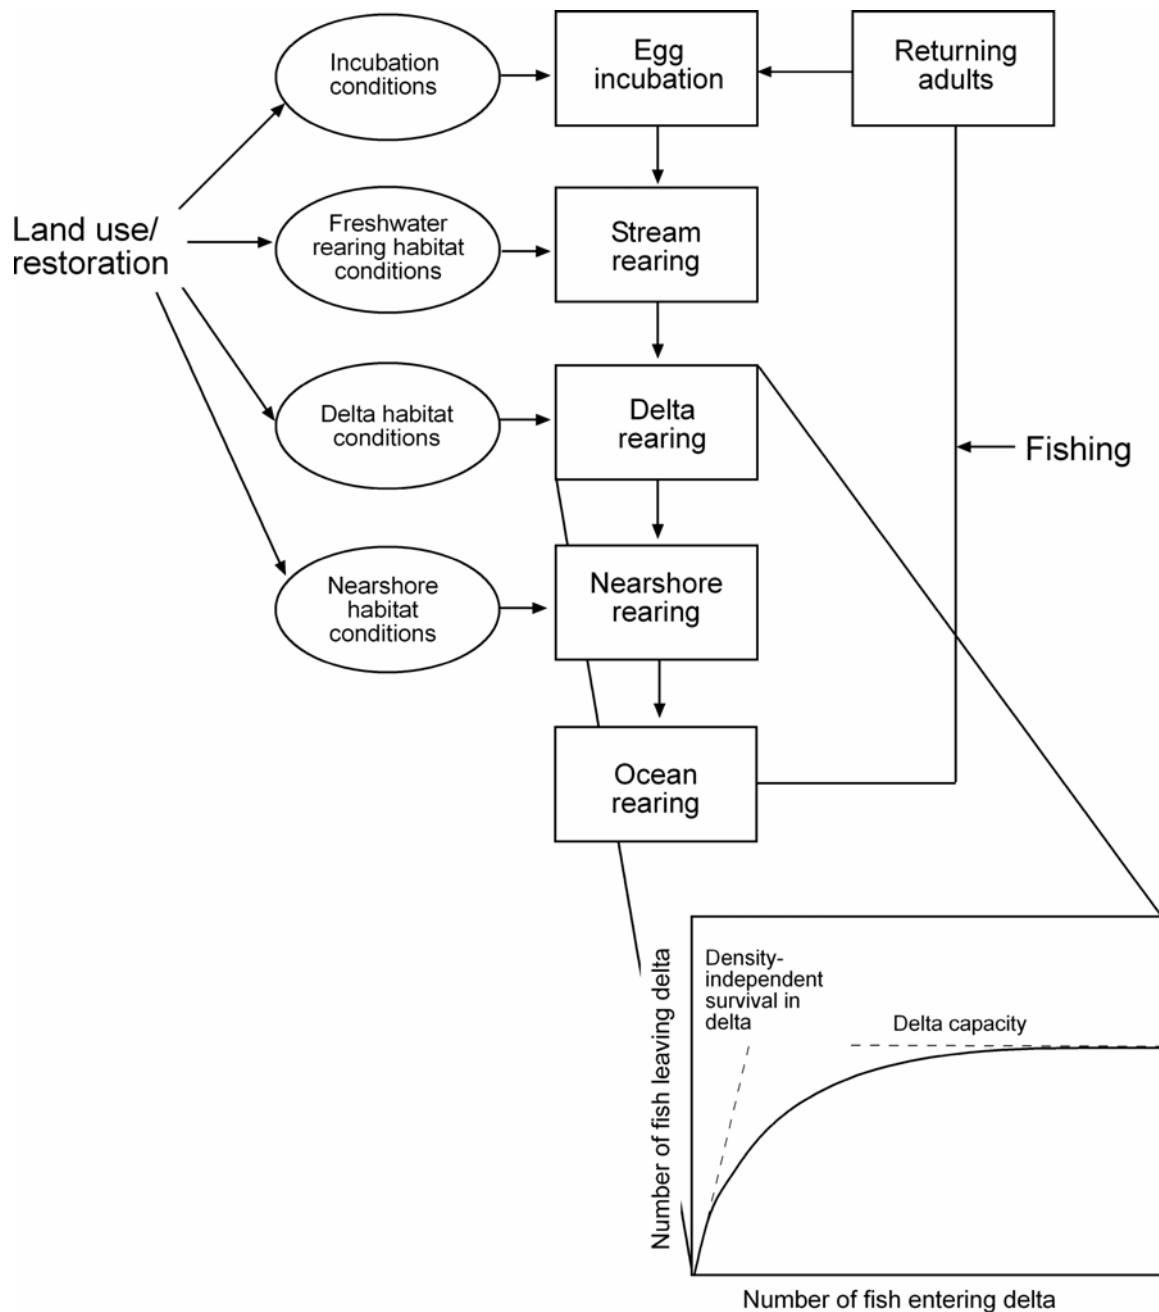 Incubation
conditions
Egg
incubation
Returning
adults
Land use/
restoration
Freshwater
rearing habitat
conditions
Stream
rearing
Delta habitat
conditions
Delta
rearing
Fishing
Nearshore
habitat
conditions
Nearshore
rearing
Ocean
rearing
Number of fish leaving delta
Density-
independent
survival in
delta
Delta capacity
Number of fish entering delta